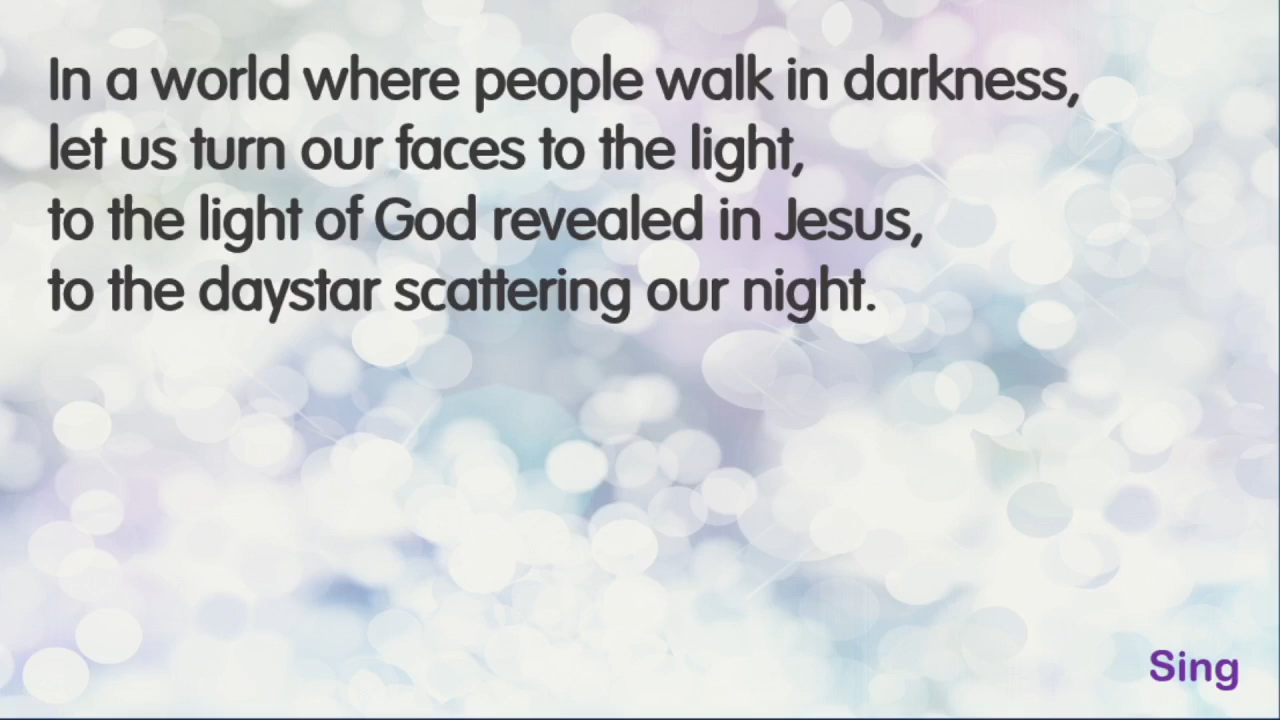 In a world where people walk in darkness,
let us turn our faces to the light,
to the light of God revealed in Jesus,
to the daystar scattering our night.
Sing